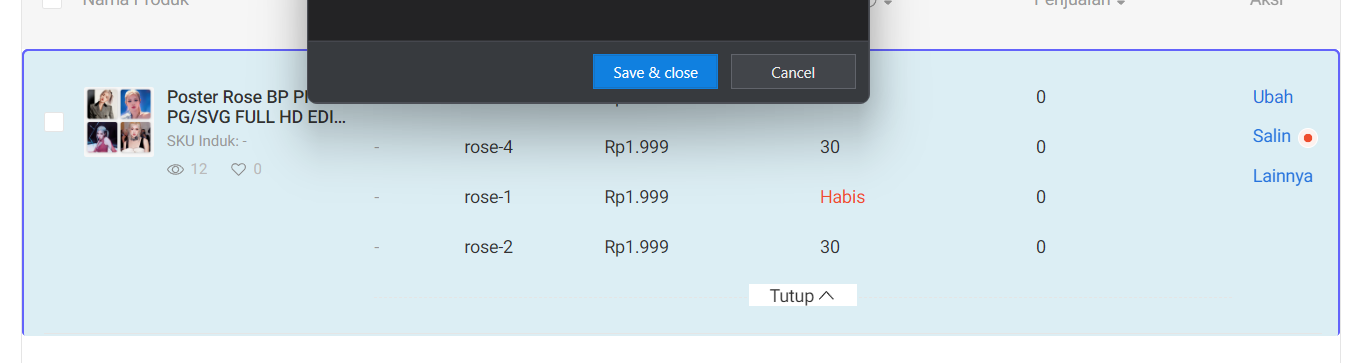 Nama Produk
Penjualan
Aksi
Save & close
Cancel
Poster Rose BP
PG/SVG FULL HD EDI...
SKU Induk: -
12
0
0
Ubah
-
rose-4
Rp1.999
30
0
Salin
-
rose-1
Rp1.999
Habis
0
Lainnya
-
rose-2
Rp1.999
30
0
Tutup